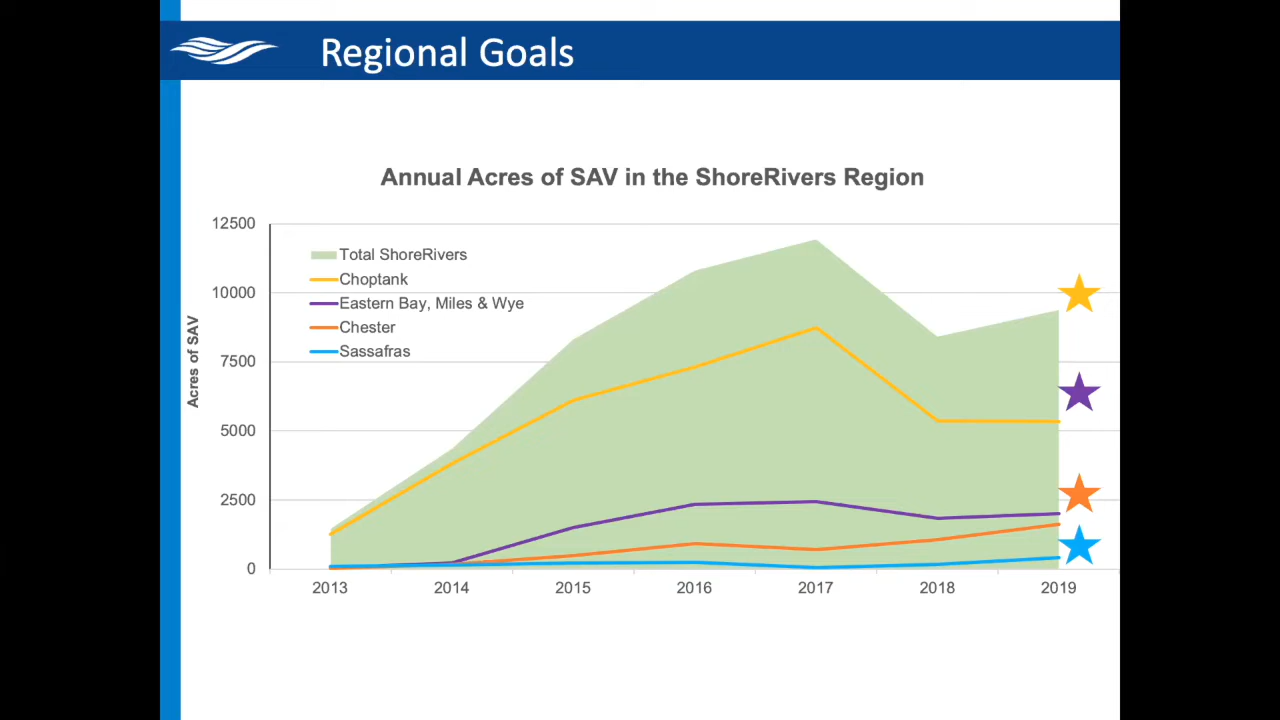 Regional Goals
Annual Acres of SAV in the ShoreRivers Region
12500
10000
7500
5000
2500
0
Acres of SAV
Total ShoreRivers
Choptank
Eastern Bay, Miles & Wye
Chester
Sassafras
2013 2014 2015 2016 2017 2018 2019